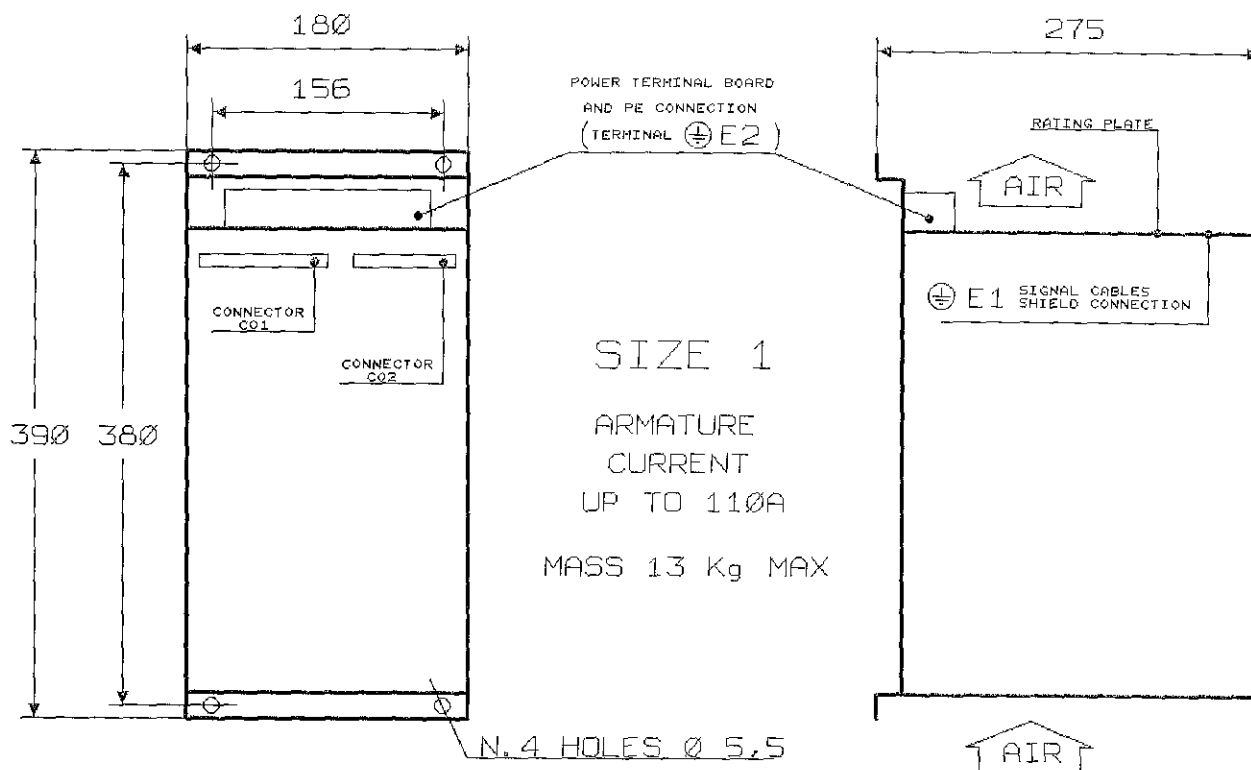 180
275
156
POWER TERMINAL BOARD
AND PE CONNECTION
(TERMINAL ⏚ E2)
RATING PLATE
AIR
E1 SIGNAL CABLES
SHIELD CONNECTION
CONNECTOR
CO1
CONNECTOR
CO2
SIZE 1
390
380
ARMATURE
CURRENT
UP TO 110A
MASS 13 Kg MAX
N.4 HOLES Ø 5,5
AIR